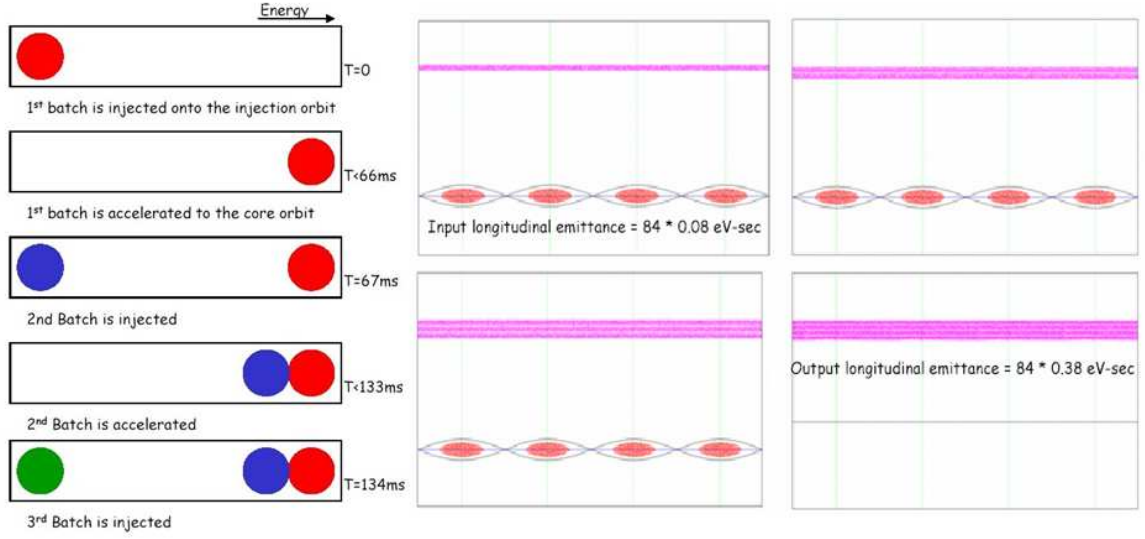 Energy
T=0
1st batch is injected onto the injection orbit
T<66ms
1st batch is accelerated to the core orbit
T=67ms
2nd Batch is injected
T<133ms
2nd Batch is accelerated
T=134ms
3rd Batch is injected
Input longitudinal emittance = 84 * 0.08 eV-sec
Output longitudinal emittance = 84 * 0.38 eV-sec